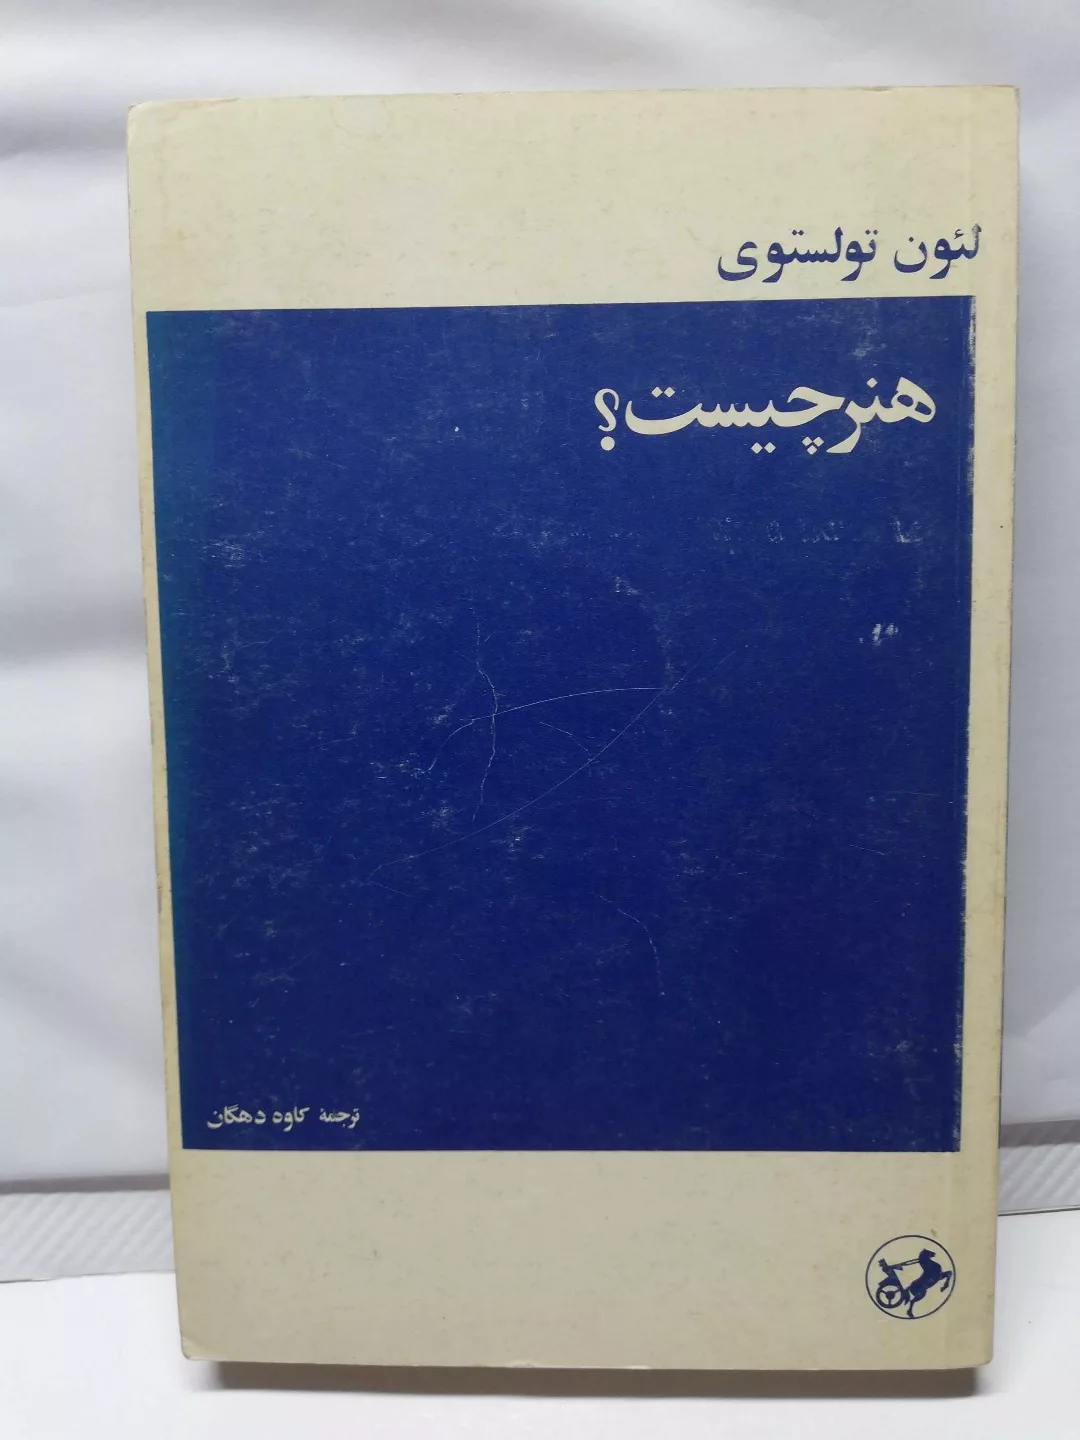 لئون تولستوی
هنر چیست؟
ترجمهٔ کاوه دهگان